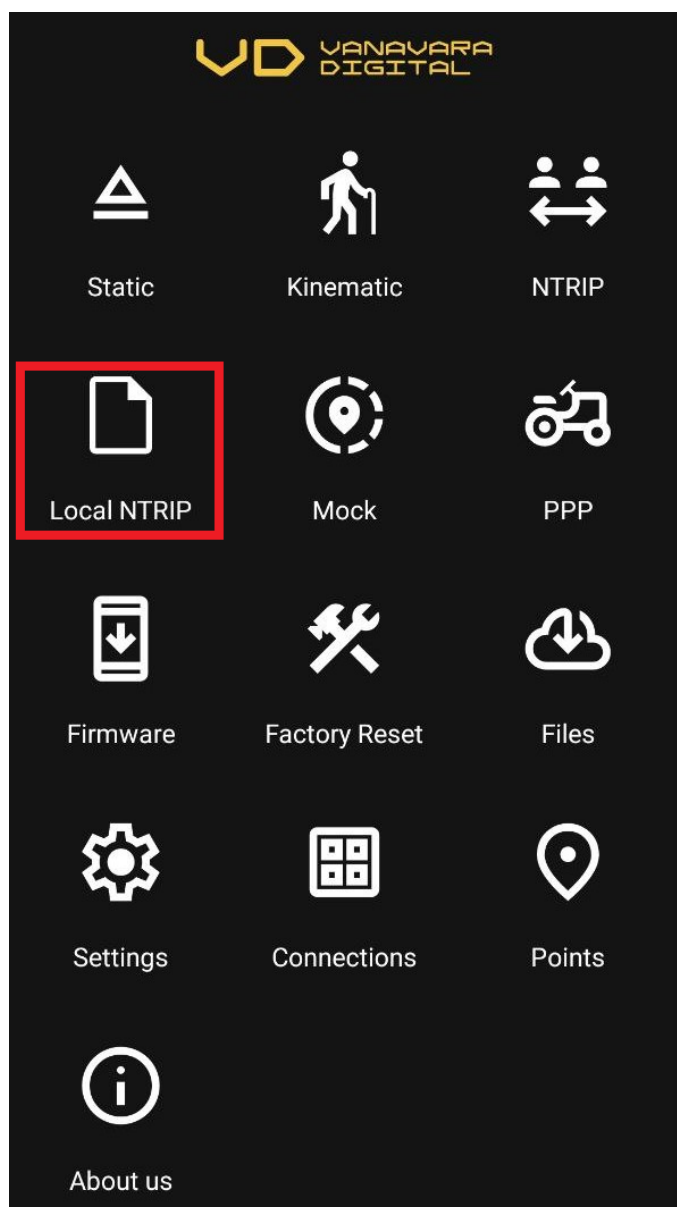 VD VANAVARA
DIGITAL
Static Kinematic NTRIP
Local NTRIP Mock PPP
Firmware Factory Reset Files
Settings Connections Points
About us